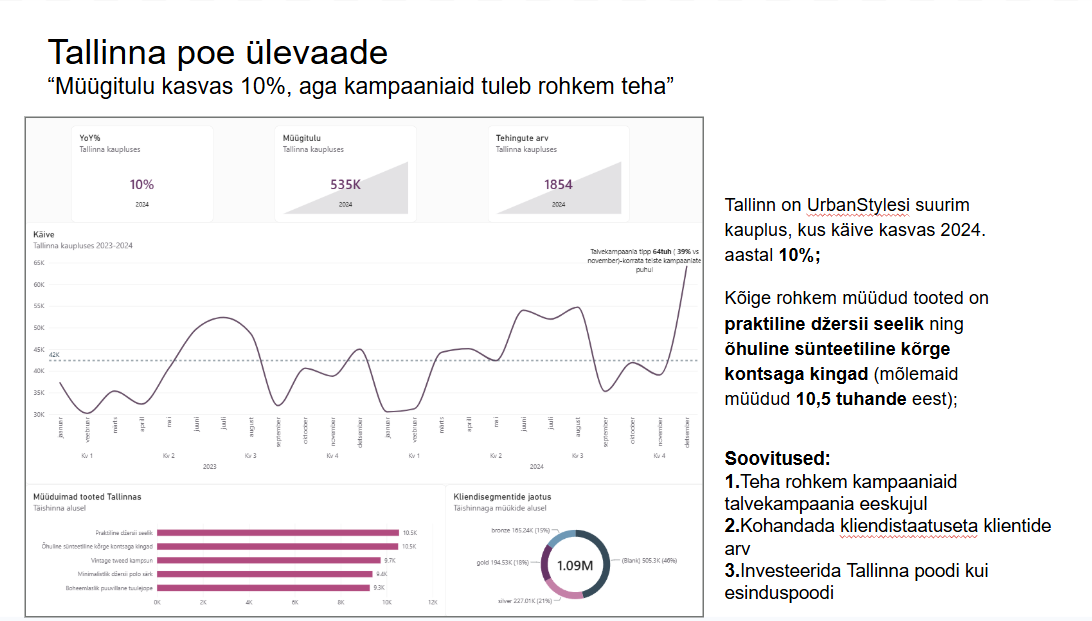 Tallinna poe ülevaade
“Müügitulu kasvas 10%, aga kampaaniaid tuleb rohkem teha”
YoY%
Tallinna kaupluses
10%
2024
Müügitulu
Tallinna kaupluses
535K
2024
Tehingute arv
Tallinna kaupluses
1854
2024
Käive
Tallinna kaupluses 2023-2024
Talvekampaania tipp 64tuh ( 39% vs
november)-korrata teiste kampaaniate
puhul
65K
60K
55K
50K
45K
42K
40K
35K
30K
jaanuar veebruar märts aprill mai juuni juuli august september oktoober november detsember jaanuar veebruar märts aprill mai juuni juuli august september oktoober november detsember
Kv 1 Kv 2 Kv 3 Kv 4 Kv 1 Kv 2 Kv 3 Kv 4
2023 2024
Müüduimad tooted Tallinnas
Täishinna alusel
Praktiline džersii seelik 10.5K
Õhuline sünteetiline kõrge kontsaga kingad 10.5K
Vintage tweed kampsun 9.7K
Minimalistlik džersii polo särk 9.4K
Boheemlaslik puuvillane tuulejope 9.3K
0K 2K 4K 6K 8K 10K 12K
Kliendisegmentide jaotus
Täishinnaga müükide alusel
bronze 165.24K (15%)
gold 194.53K (18%)
1.09M
(Blank) 505.3K (46%)
silver 227.01K (21%)
Tallinn on UrbanStylesi suurim
kauplus, kus käive kasvas 2024.
aastal 10%;
Kõige rohkem müüdud tooted on
praktiline džersii seelik ning
õhuline sünteetiline kõrge
kontsaga kingad (mõlemaid
müüdud 10,5 tuhande eest);
Soovitused:
1.Teha rohkem kampaaniaid
talvekampaania eeskujul
2.Kohandada kliendistaatuseta klientide
arv
3.Investeerida Tallinna poodi kui
esinduspoodi